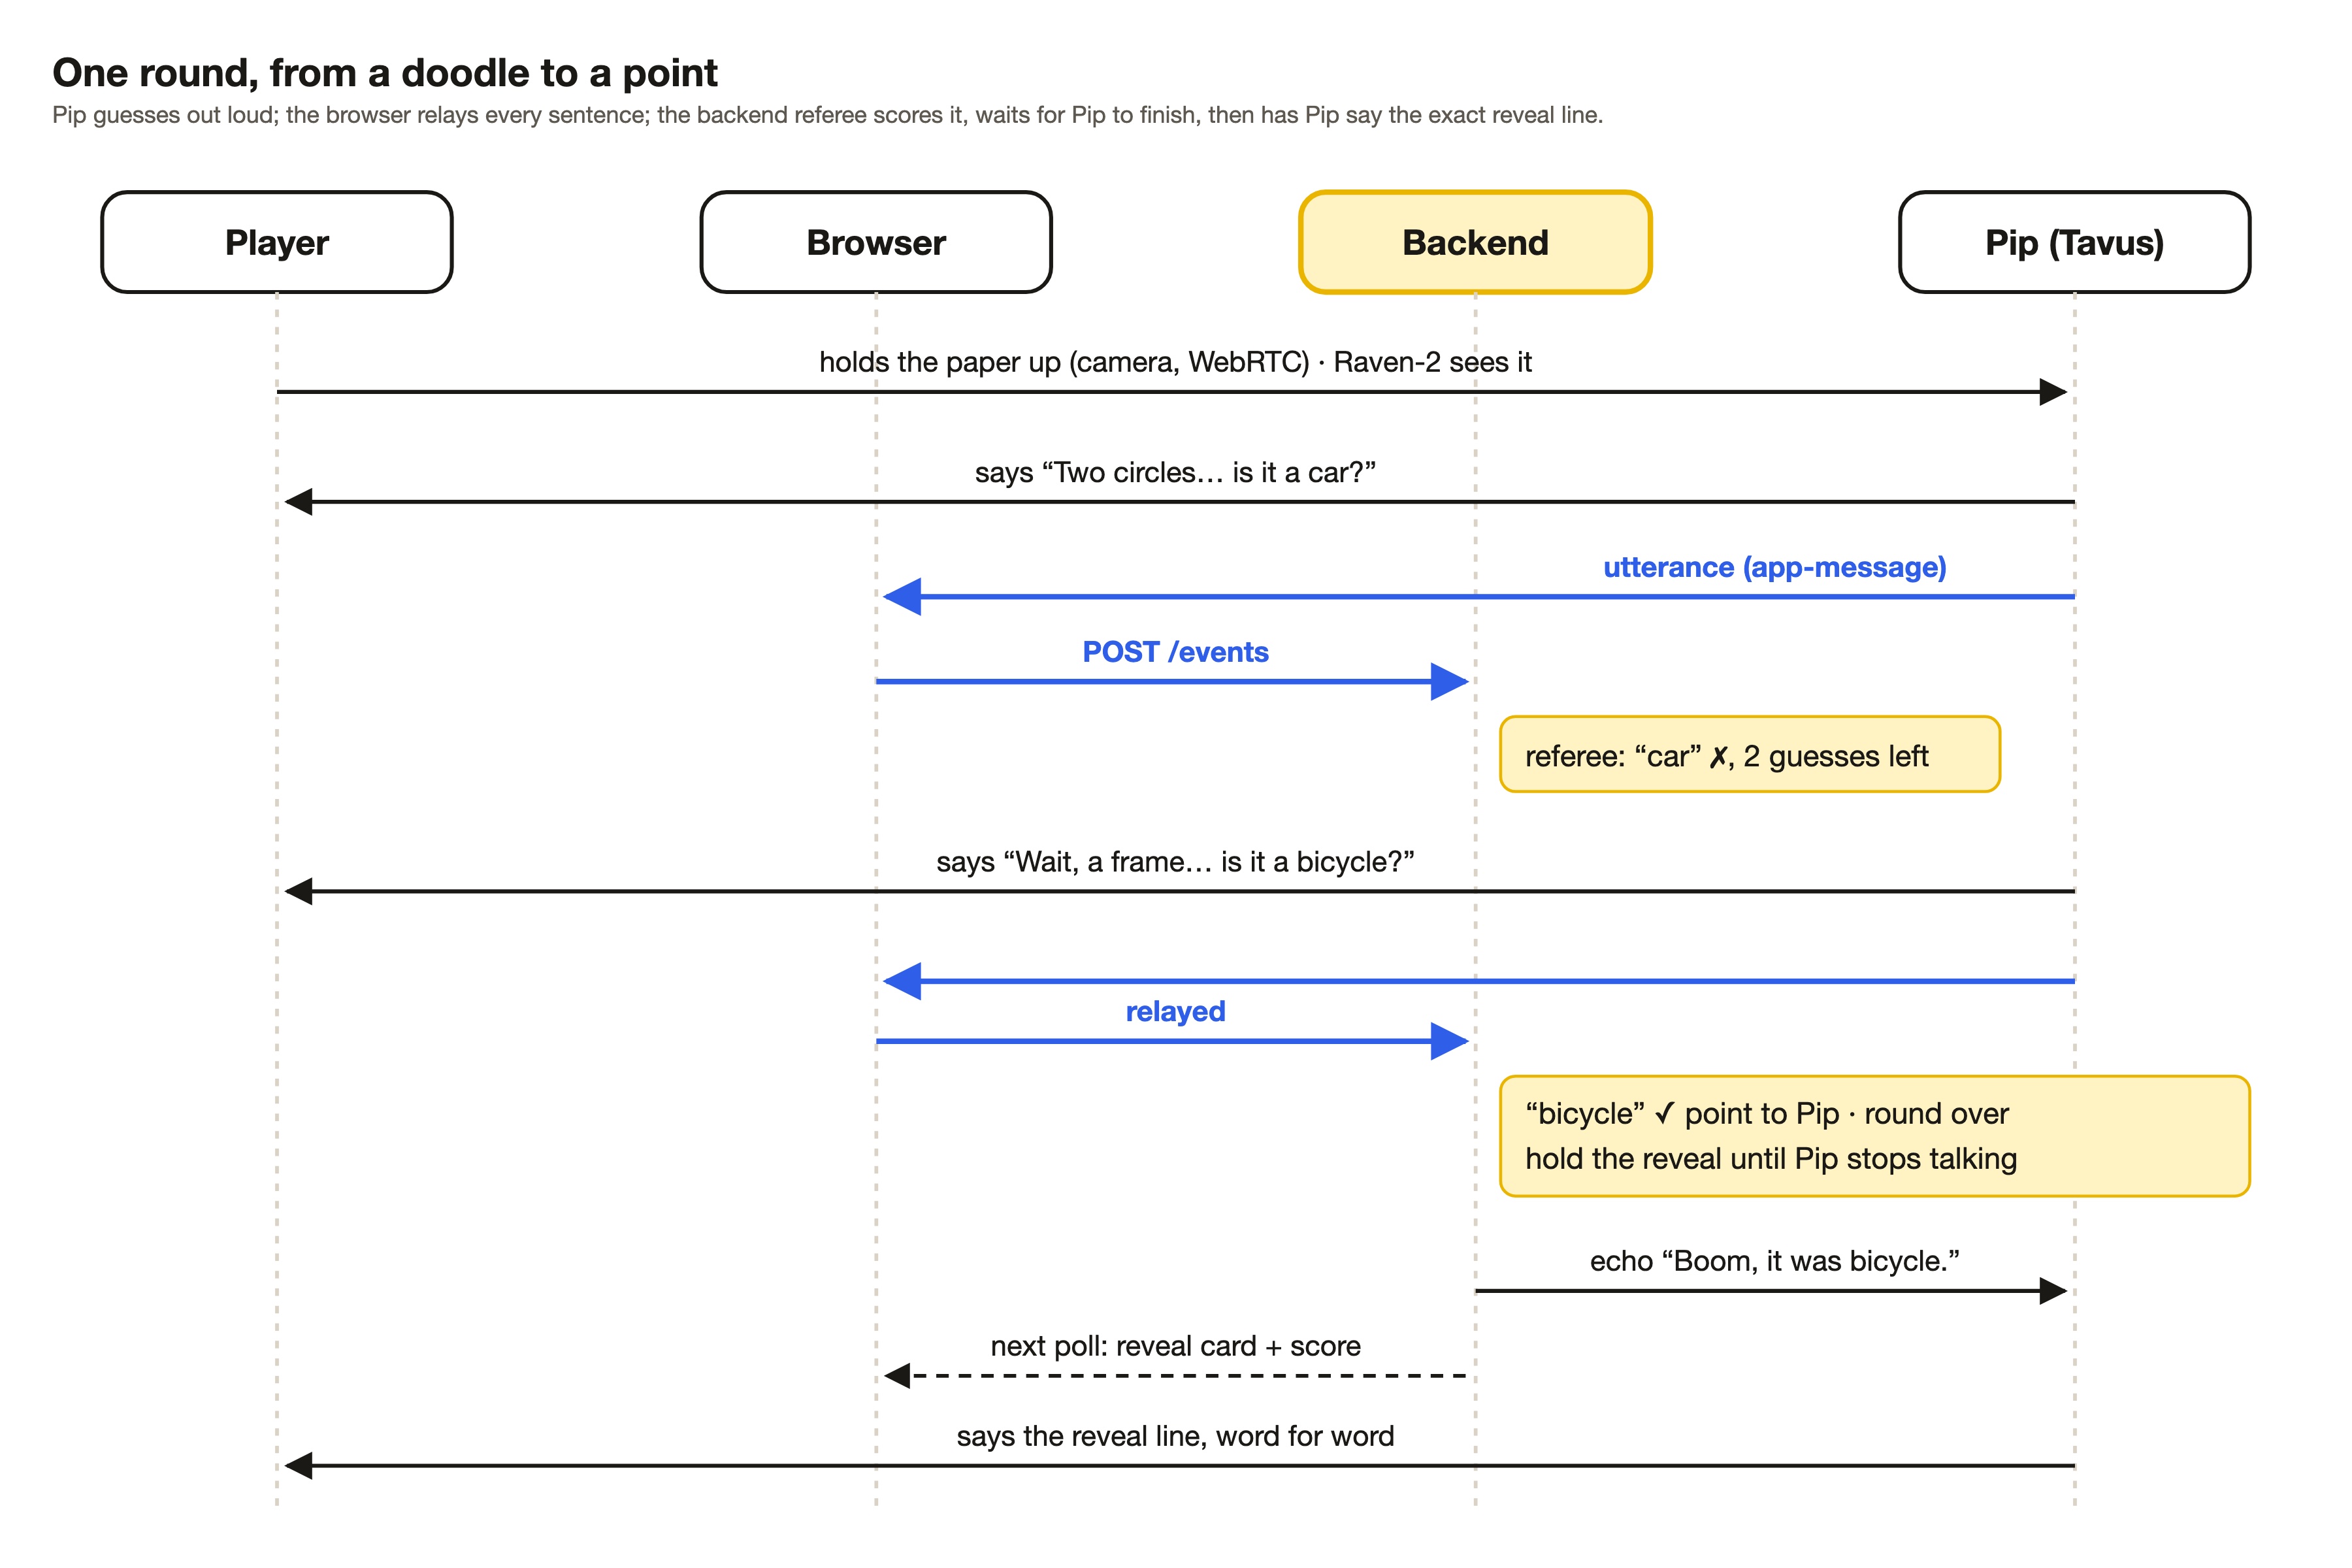 One round, from a doodle to a point
Pip guesses out loud; the browser relays every sentence; the backend referee scores it, waits for Pip to finish, then has Pip say the exact reveal line.
Player
Browser
Backend
Pip (Tavus)
holds the paper up (camera, WebRTC) · Raven-2 sees it
says “Two circles… is it a car?”
utterance (app-message)
POST /events
referee: “car” ✗, 2 guesses left
says “Wait, a frame… is it a bicycle?”
relayed
“bicycle” ✓ point to Pip · round over
hold the reveal until Pip stops talking
echo “Boom, it was bicycle.”
next poll: reveal card + score
says the reveal line, word for word